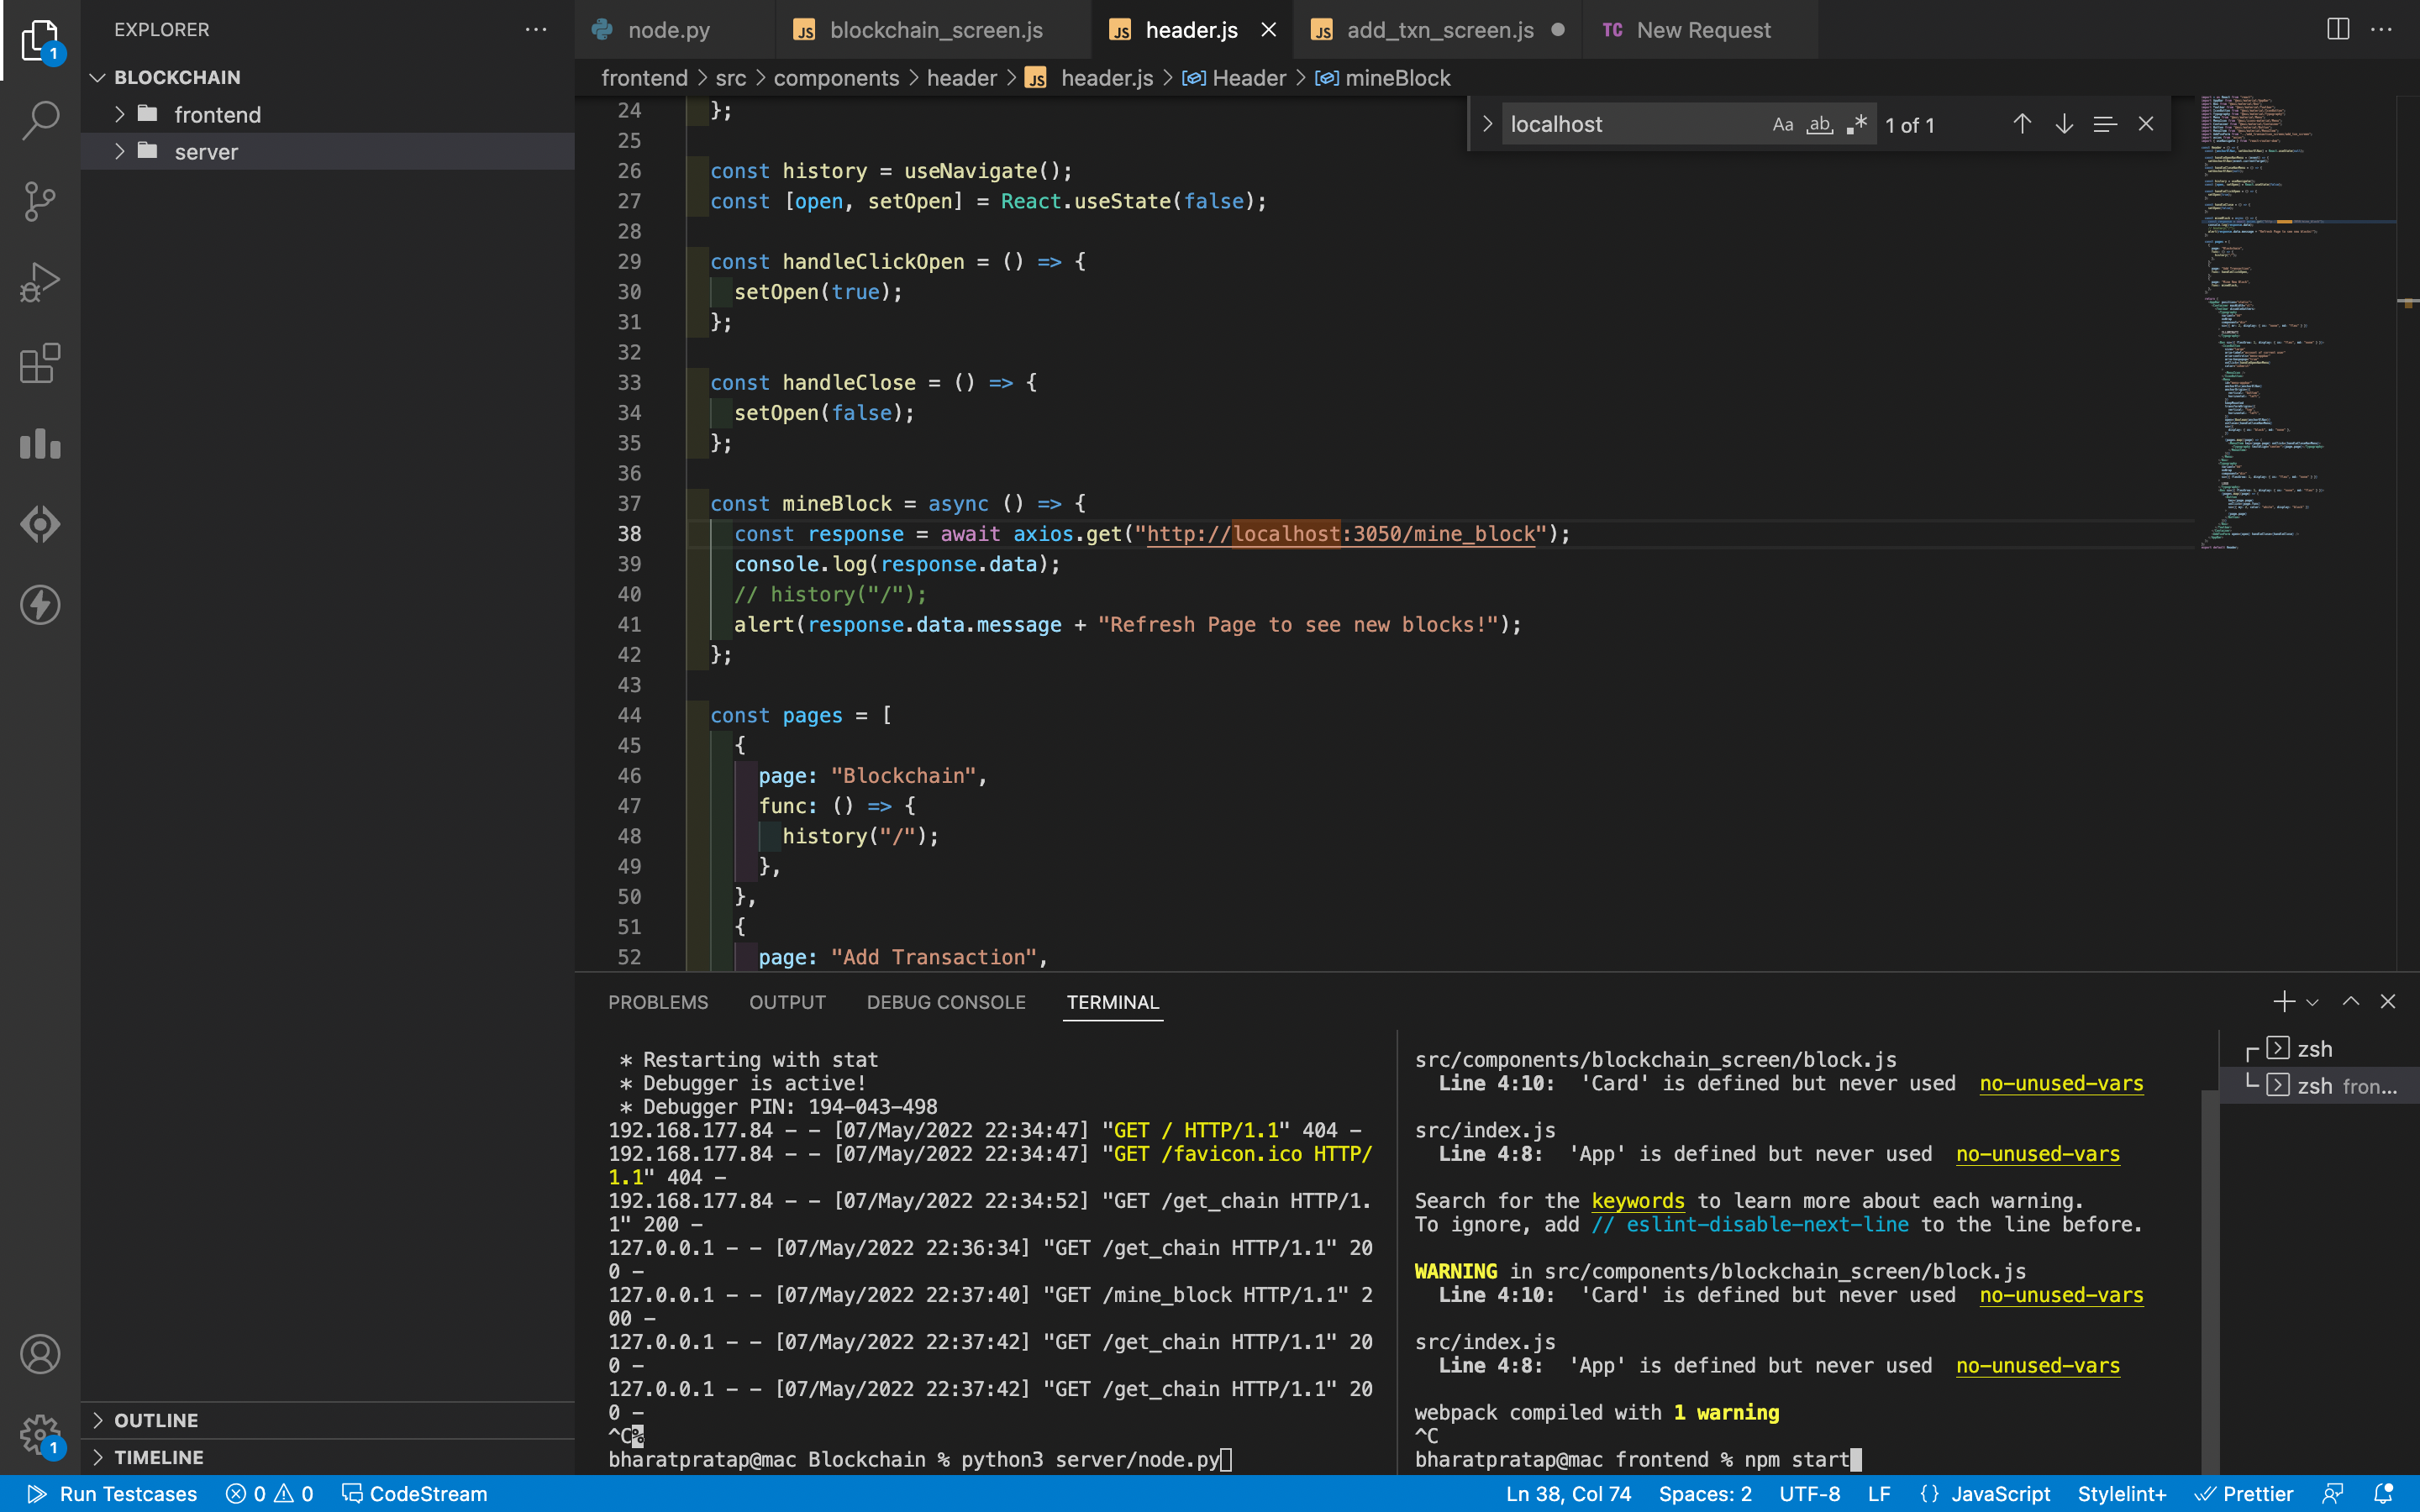 EXPLORER
BLOCKCHAIN
frontend
server
OUTLINE
TIMELINE
1
1
node.py
JS blockchain_screen.js
JS header.js
JS add_txn_screen.js
TC New Request
frontend > src > components > header > JS header.js > Header > mineBlock
localhost
Aa ab .* 1 of 1
24 };
25
26 const history = useNavigate();
27 const [open, setOpen] = React.useState(false);
28
29 const handleClickOpen = () => {
30 setOpen(true);
31 };
32
33 const handleClose = () => {
34 setOpen(false);
35 };
36
37 const mineBlock = async () => {
38 const response = await axios.get("http://localhost:3050/mine_block");
39 console.log(response.data);
40 // history("/");
41 alert(response.data.message + "Refresh Page to see new blocks!");
42 };
43
44 const pages = [
45 {
46 page: "Blockchain",
47 func: () => {
48 history("/");
49 },
50 },
51 {
52 page: "Add Transaction",
PROBLEMS OUTPUT DEBUG CONSOLE TERMINAL
* Restarting with stat
* Debugger is active!
* Debugger PIN: 194-043-498
192.168.177.84 - - [07/May/2022 22:34:47] "GET / HTTP/1.1" 404 -
192.168.177.84 - - [07/May/2022 22:34:47] "GET /favicon.ico HTTP/
1.1" 404 -
192.168.177.84 - - [07/May/2022 22:34:52] "GET /get_chain HTTP/1.
1" 200 -
127.0.0.1 - - [07/May/2022 22:36:34] "GET /get_chain HTTP/1.1" 20
0 -
127.0.0.1 - - [07/May/2022 22:37:40] "GET /mine_block HTTP/1.1" 2
00 -
127.0.0.1 - - [07/May/2022 22:37:42] "GET /get_chain HTTP/1.1" 20
0 -
127.0.0.1 - - [07/May/2022 22:37:42] "GET /get_chain HTTP/1.1" 20
0 -
^C%
bharatpratap@mac Blockchain % python3 server/node.py
src/components/blockchain_screen/block.js
Line 4:10: 'Card' is defined but never used no-unused-vars
src/index.js
Line 4:8: 'App' is defined but never used no-unused-vars
Search for the keywords to learn more about each warning.
To ignore, add // eslint-disable-next-line to the line before.
WARNING in src/components/blockchain_screen/block.js
Line 4:10: 'Card' is defined but never used no-unused-vars
src/index.js
Line 4:8: 'App' is defined but never used no-unused-vars
webpack compiled with 1 warning
^C
bharatpratap@mac frontend % npm start
zsh
zsh fron...
Run Testcases 0 0 CodeStream
Ln 38, Col 74 Spaces: 2 UTF-8 LF {} JavaScript Stylelint+ Prettier